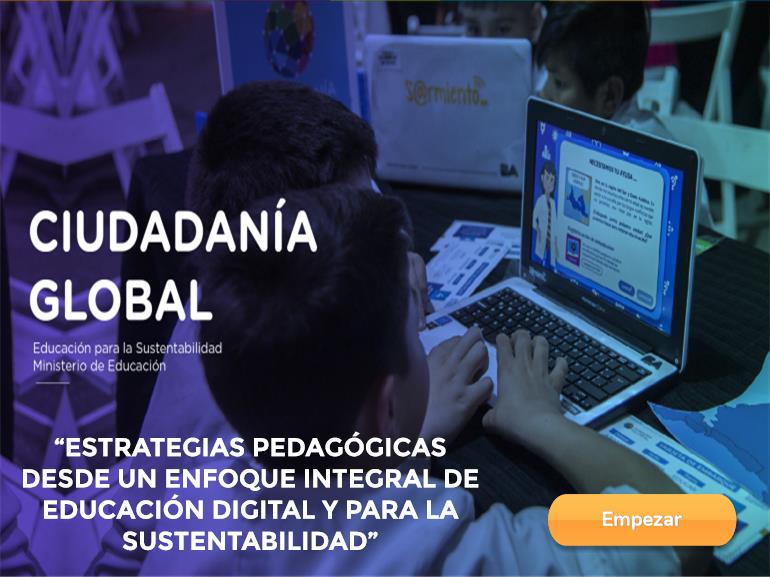 S@rmiento
BA
NECESITAMOS TU AYUDA...
CIUDADANÍA
GLOBAL
Educación para la Sustentabilidad
Ministerio de Educación
“ESTRATEGIAS PEDAGÓGICAS
DESDE UN ENFOQUE INTEGRAL DE
EDUCACIÓN DIGITAL Y PARA LA
SUSTENTABILIDAD”
Empezar